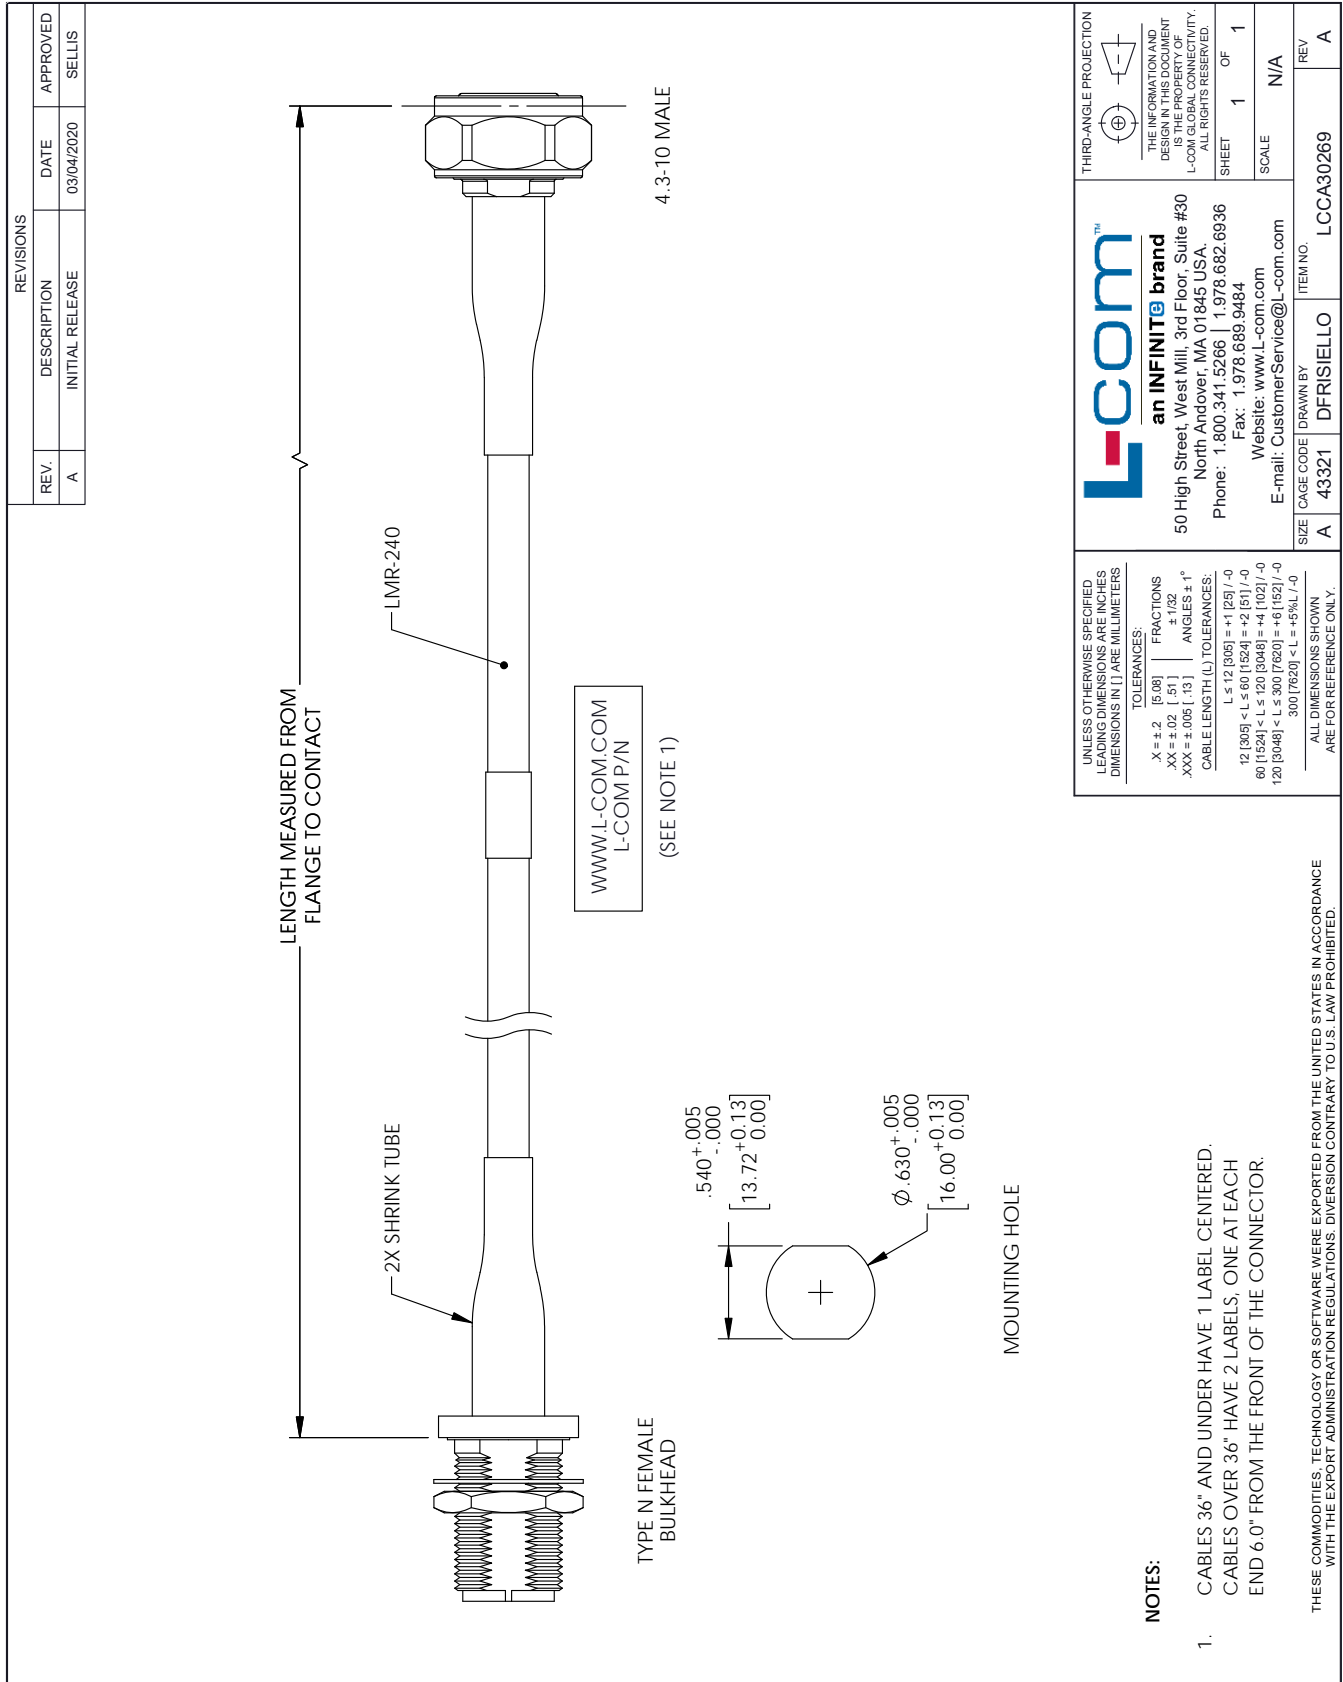 REVISIONS
REV. DESCRIPTION DATE APPROVED
A INITIAL RELEASE 03/04/2020 SELLIS
LENGTH MEASURED FROM
FLANGE TO CONTACT
LMR-240
2X SHRINK TUBE
4.3-10 MALE
WWW.L-COM.COM
L-COM P/N
(SEE NOTE 1)
TYPE N FEMALE
BULKHEAD
.540 +.005
-.000
[13.72 +0.13
0.00]
Ø.630 +.005
-.000
[16.00 +0.13
0.00]
MOUNTING HOLE
NOTES:
1. CABLES 36" AND UNDER HAVE 1 LABEL CENTERED.
CABLES OVER 36" HAVE 2 LABELS, ONE AT EACH
END 6.0" FROM THE FRONT OF THE CONNECTOR.
UNLESS OTHERWISE SPECIFIED
LEADING DIMENSIONS ARE INCHES
DIMENSIONS IN [ ] ARE MILLIMETERS
TOLERANCES:
.X = ± .2 [5.08] FRACTIONS
.XX = ± .02 [ .51 ] ± 1/32
.XXX = ± .005 [ .13 ] ANGLES ± 1°
CABLE LENGTH (L) TOLERANCES:
L ≤ 12 [305] = +1 [25] / -0
12 [305] < L ≤ 60 [1524] = +2 [51] / -0
60 [1524] < L ≤ 120 [3048] = +4 [102] / -0
120 [3048] < L ≤ 300 [7620] = +6 [152] / -0
300 [7620] < L = +5%L / -0
ALL DIMENSIONS SHOWN
ARE FOR REFERENCE ONLY.
L-com™
an INFINITe brand
50 High Street, West Mill, 3rd Floor, Suite #30
North Andover, MA 01845 USA.
Phone: 1.800.341.5266 | 1.978.682.6936
Fax: 1.978.689.9484
Website: www.L-com.com
E-mail: CustomerService@L-com.com
THIRD-ANGLE PROJECTION
THE INFORMATION AND
DESIGN IN THIS DOCUMENT
IS THE PROPERTY OF
L-COM GLOBAL CONNECTIVITY.
ALL RIGHTS RESERVED.
SHEET 1 OF 1
SCALE N/A
SIZE A CAGE CODE 43321 DRAWN BY DFRISIELLO ITEM NO. LCCA30269 REV A
THESE COMMODITIES, TECHNOLOGY OR SOFTWARE WERE EXPORTED FROM THE UNITED STATES IN ACCORDANCE
WITH THE EXPORT ADMINISTRATION REGULATIONS. DIVERSION CONTRARY TO U.S. LAW PROHIBITED.